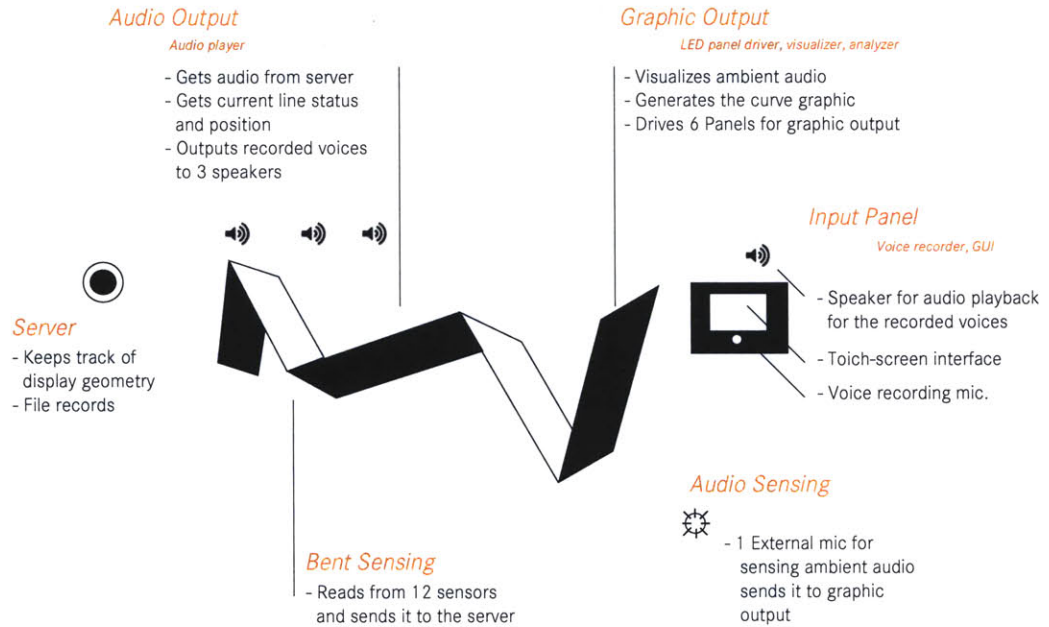 Audio Output
Audio player
- Gets audio from server
- Gets current line status
and position
- Outputs recorded voices
to 3 speakers
Graphic Output
LED panel driver, visualizer, analyzer
- Visualizes ambient audio
- Generates the curve graphic
- Drives 6 Panels for graphic output
Input Panel
Voice recorder, GUI
- Speaker for audio playback
for the recorded voices
- Toich-screen interface
- Voice recording mic.
Server
- Keeps track of
display geometry
- File records
Bent Sensing
- Reads from 12 sensors
and sends it to the server
Audio Sensing
- 1 External mic for
sensing ambient audio
sends it to graphic
output